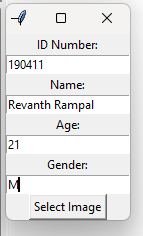 ID Number:
190411
Name:
Revanth Rampal
Age:
21
Gender:
M
Select Image